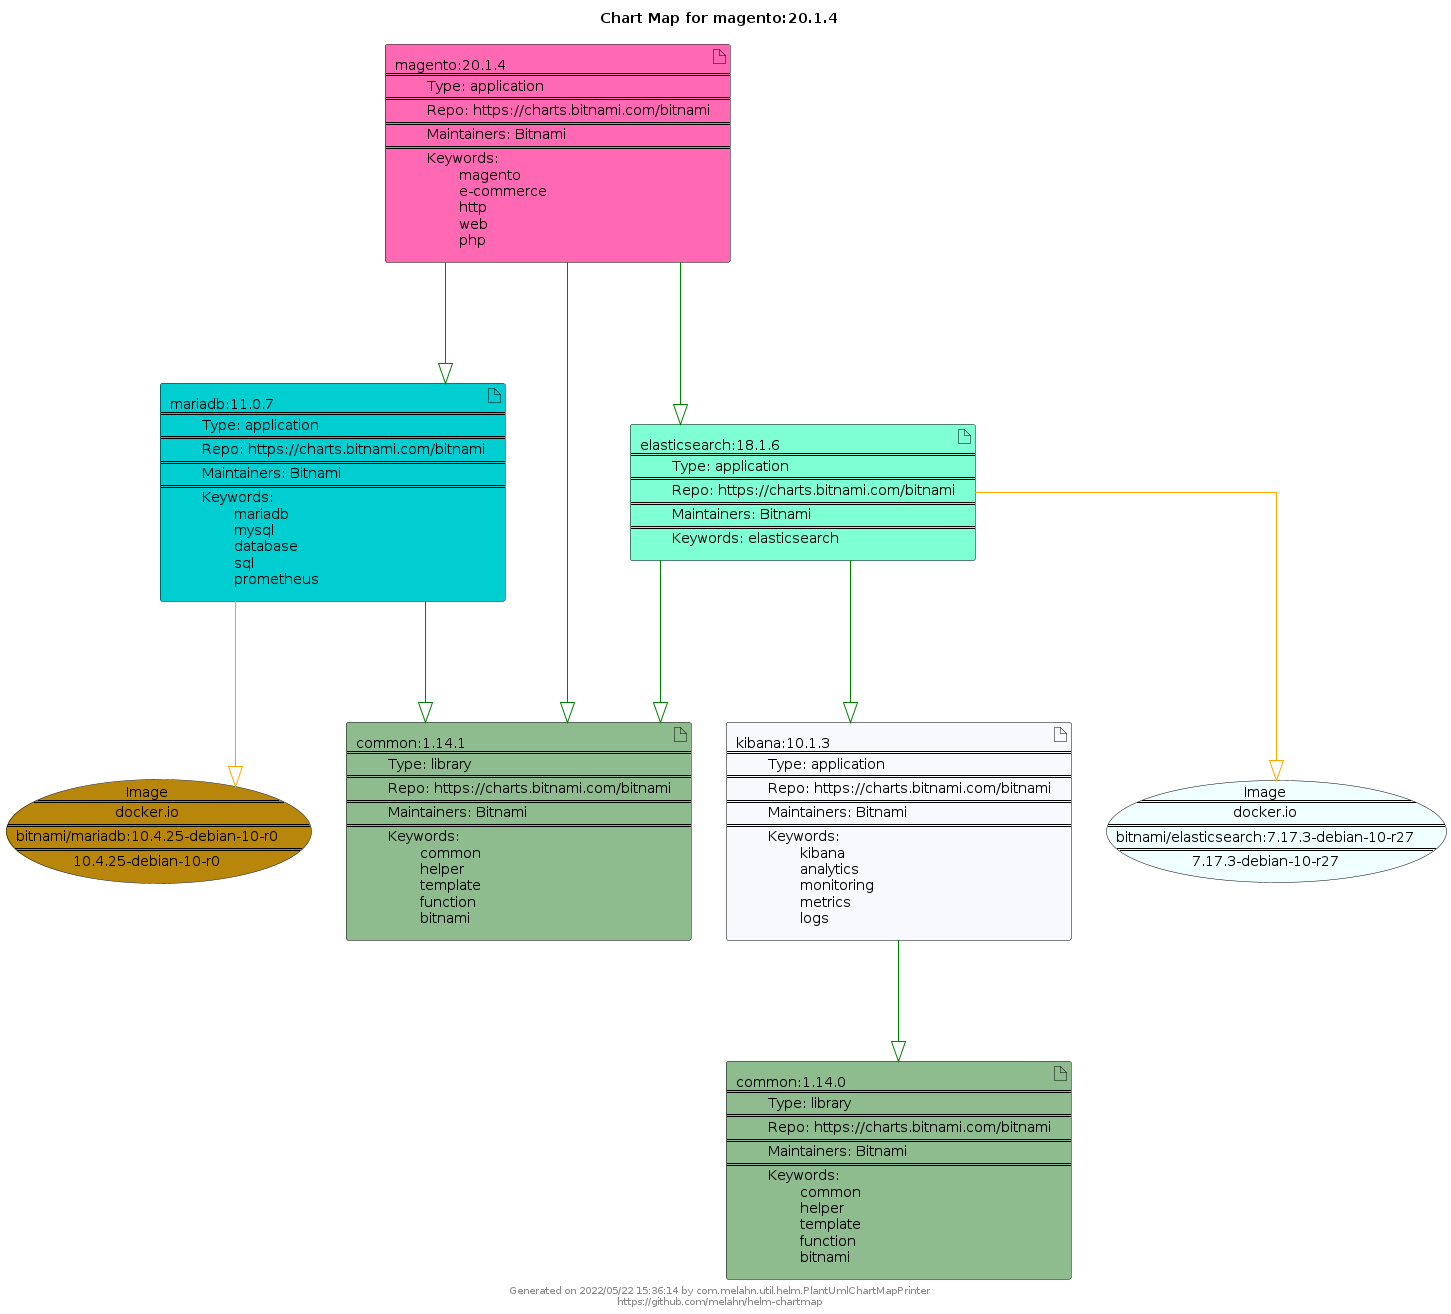 Chart Map for magento:20.1.4
magento:20.1.4
Type: application
Repo: https://charts.bitnami.com/bitnami
Maintainers: Bitnami
Keywords:
magento
e-commerce
http
web
php
mariadb:11.0.7
Type: application
Repo: https://charts.bitnami.com/bitnami
Maintainers: Bitnami
Keywords:
mariadb
mysql
database
sql
prometheus
elasticsearch:18.1.6
Type: application
Repo: https://charts.bitnami.com/bitnami
Maintainers: Bitnami
Keywords: elasticsearch
Image
docker.io
bitnami/mariadb:10.4.25-debian-10-r0
10.4.25-debian-10-r0
common:1.14.1
Type: library
Repo: https://charts.bitnami.com/bitnami
Maintainers: Bitnami
Keywords:
common
helper
template
function
bitnami
kibana:10.1.3
Type: application
Repo: https://charts.bitnami.com/bitnami
Maintainers: Bitnami
Keywords:
kibana
analytics
monitoring
metrics
logs
Image
docker.io
bitnami/elasticsearch:7.17.3-debian-10-r27
7.17.3-debian-10-r27
common:1.14.0
Type: library
Repo: https://charts.bitnami.com/bitnami
Maintainers: Bitnami
Keywords:
common
helper
template
function
bitnami
Generated on 2022/05/22 15:36:14 by com.melahn.util.helm.PlantUmlChartMapPrinter
https://github.com/melahn/helm-chartmap